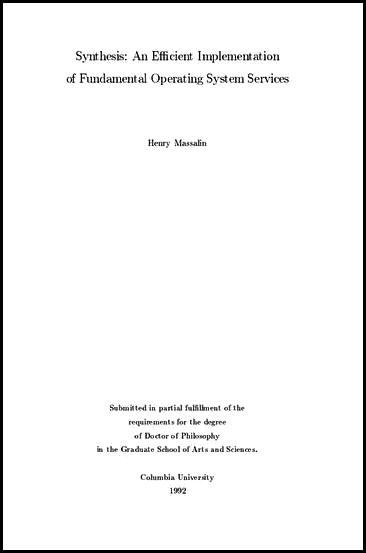 Synthesis: An Efficient Implementation
of Fundamental Operating System Services
Henry Massalin
Submitted in partial fulfillment of the
requirements for the degree
of Doctor of Philosophy
in the Graduate School of Arts and Sciences.
Columbia University
1992